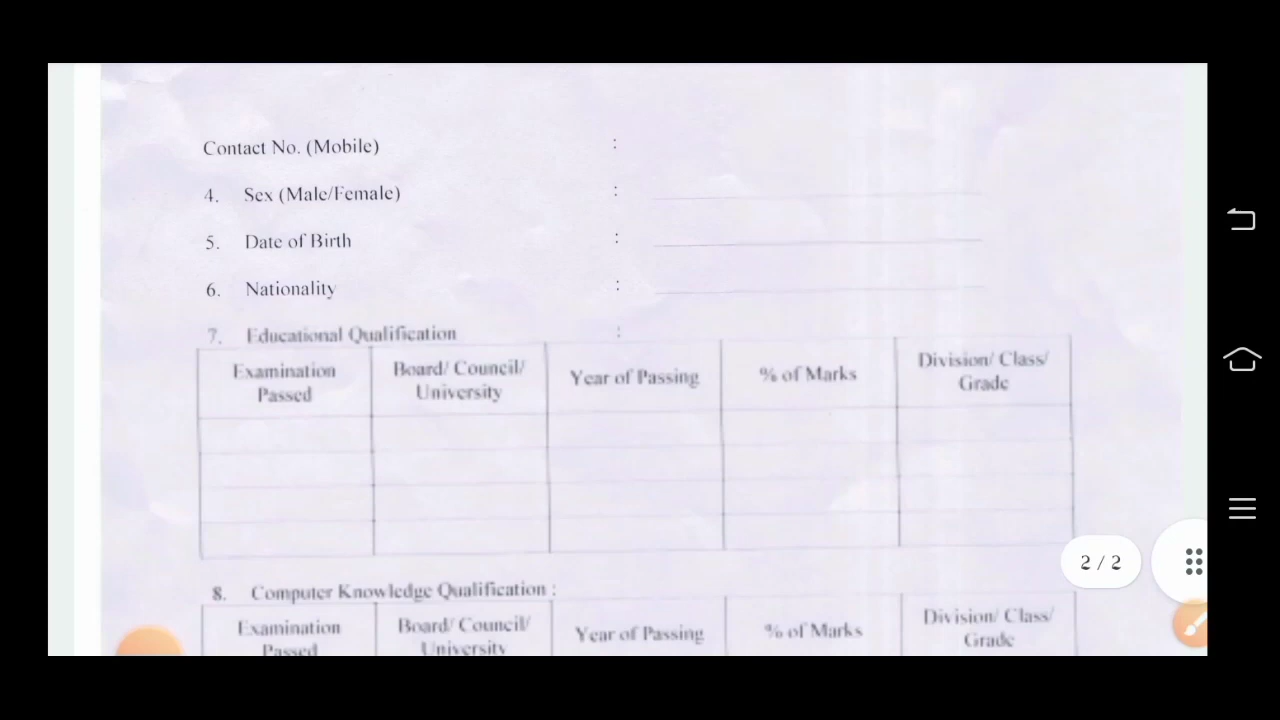 Contact No. (Mobile) :
4. Sex (Male/Female) :
5. Date of Birth :
6. Nationality :
7. Educational Qualification :
Examination Passed
Board/ Council/ University
Year of Passing
% of Marks
Division/ Class/ Grade
8. Computer Knowledge Qualification :
Examination Passed
Board/ Council/ University
Year of Passing
% of Marks
Division/ Class/ Grade
2 / 2